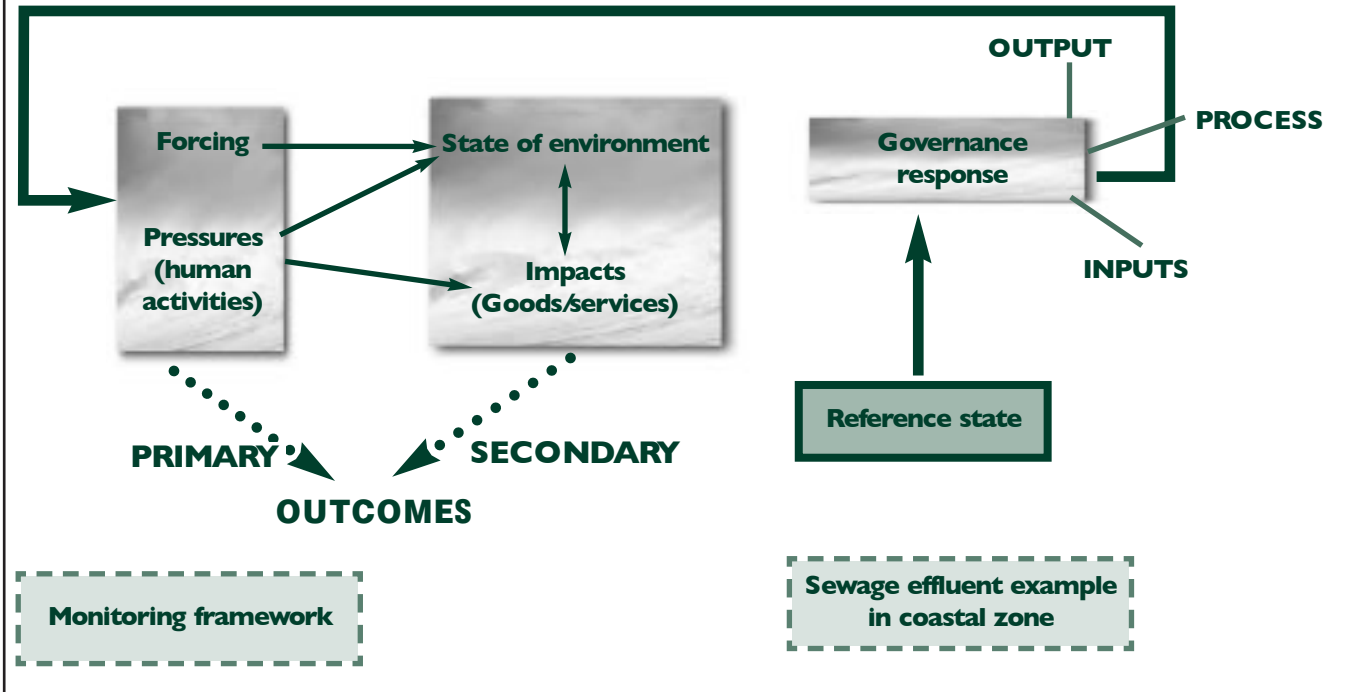 OUTPUT
PROCESS
Forcing
State of environment
Governance
response
Pressures
(human
activities)
Impacts
(Goods/services)
INPUTS
Reference state
PRIMARY
SECONDARY
OUTCOMES
Monitoring framework
Sewage effluent example
in coastal zone